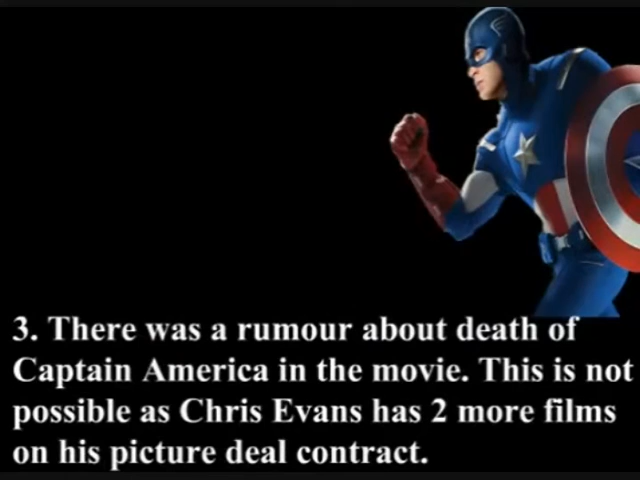 3. There was a rumour about death of
Captain America in the movie. This is not
possible as Chris Evans has 2 more films
on his picture deal contract.